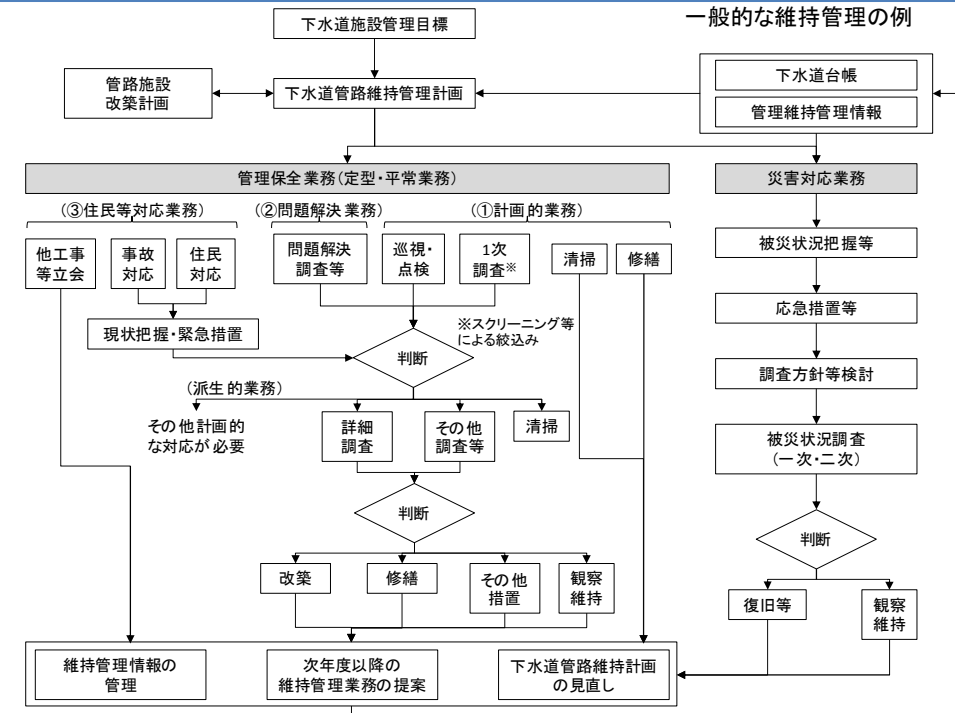 一般的な維持管理の例
下水道施設管理目標
管路施設
改築計画
下水道管路維持管理計画
下水道台帳
管理維持管理情報
管理保全業務(定型・平常業務)
災害対応業務
(③住民等対応業務)
(②問題解決業務)
(①計画的業務)
他工事
等立会
事故
対応
住民
対応
問題解決
調査等
巡視・
点検
1次
調査※
清掃
修繕
被災状況把握等
現状把握・緊急措置
※スクリーニング等
による絞込み
応急措置等
判断
調査方針等検討
(派生的業務)
その他計画的
な対応が必要
詳細
調査
その他
調査等
清掃
被災状況調査
(一次・二次)
判断
判断
改築
修繕
その他
措置
観察
維持
復旧等
観察
維持
維持管理情報の
管理
次年度以降の
維持管理業務の提案
下水道管路維持計画
の見直し